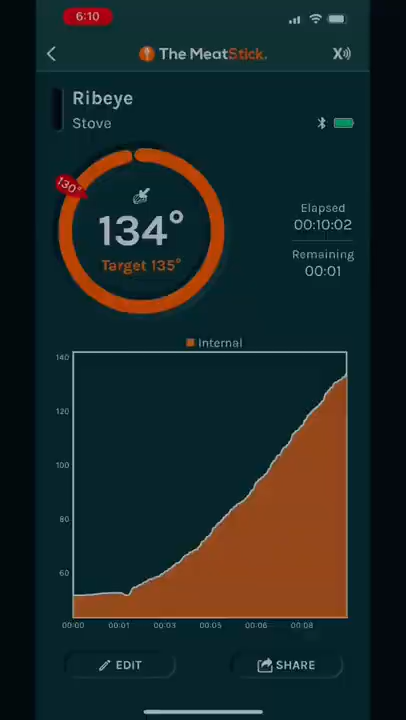 6:10
The MeatStick.
X
Ribeye
Stove
130°
134°
Target 135°
Elapsed
00:10:02
Remaining
00:01
Internal
140
120
100
80
60
00:00 00:01 00:03 00:05 00:06 00:08
EDIT
SHARE